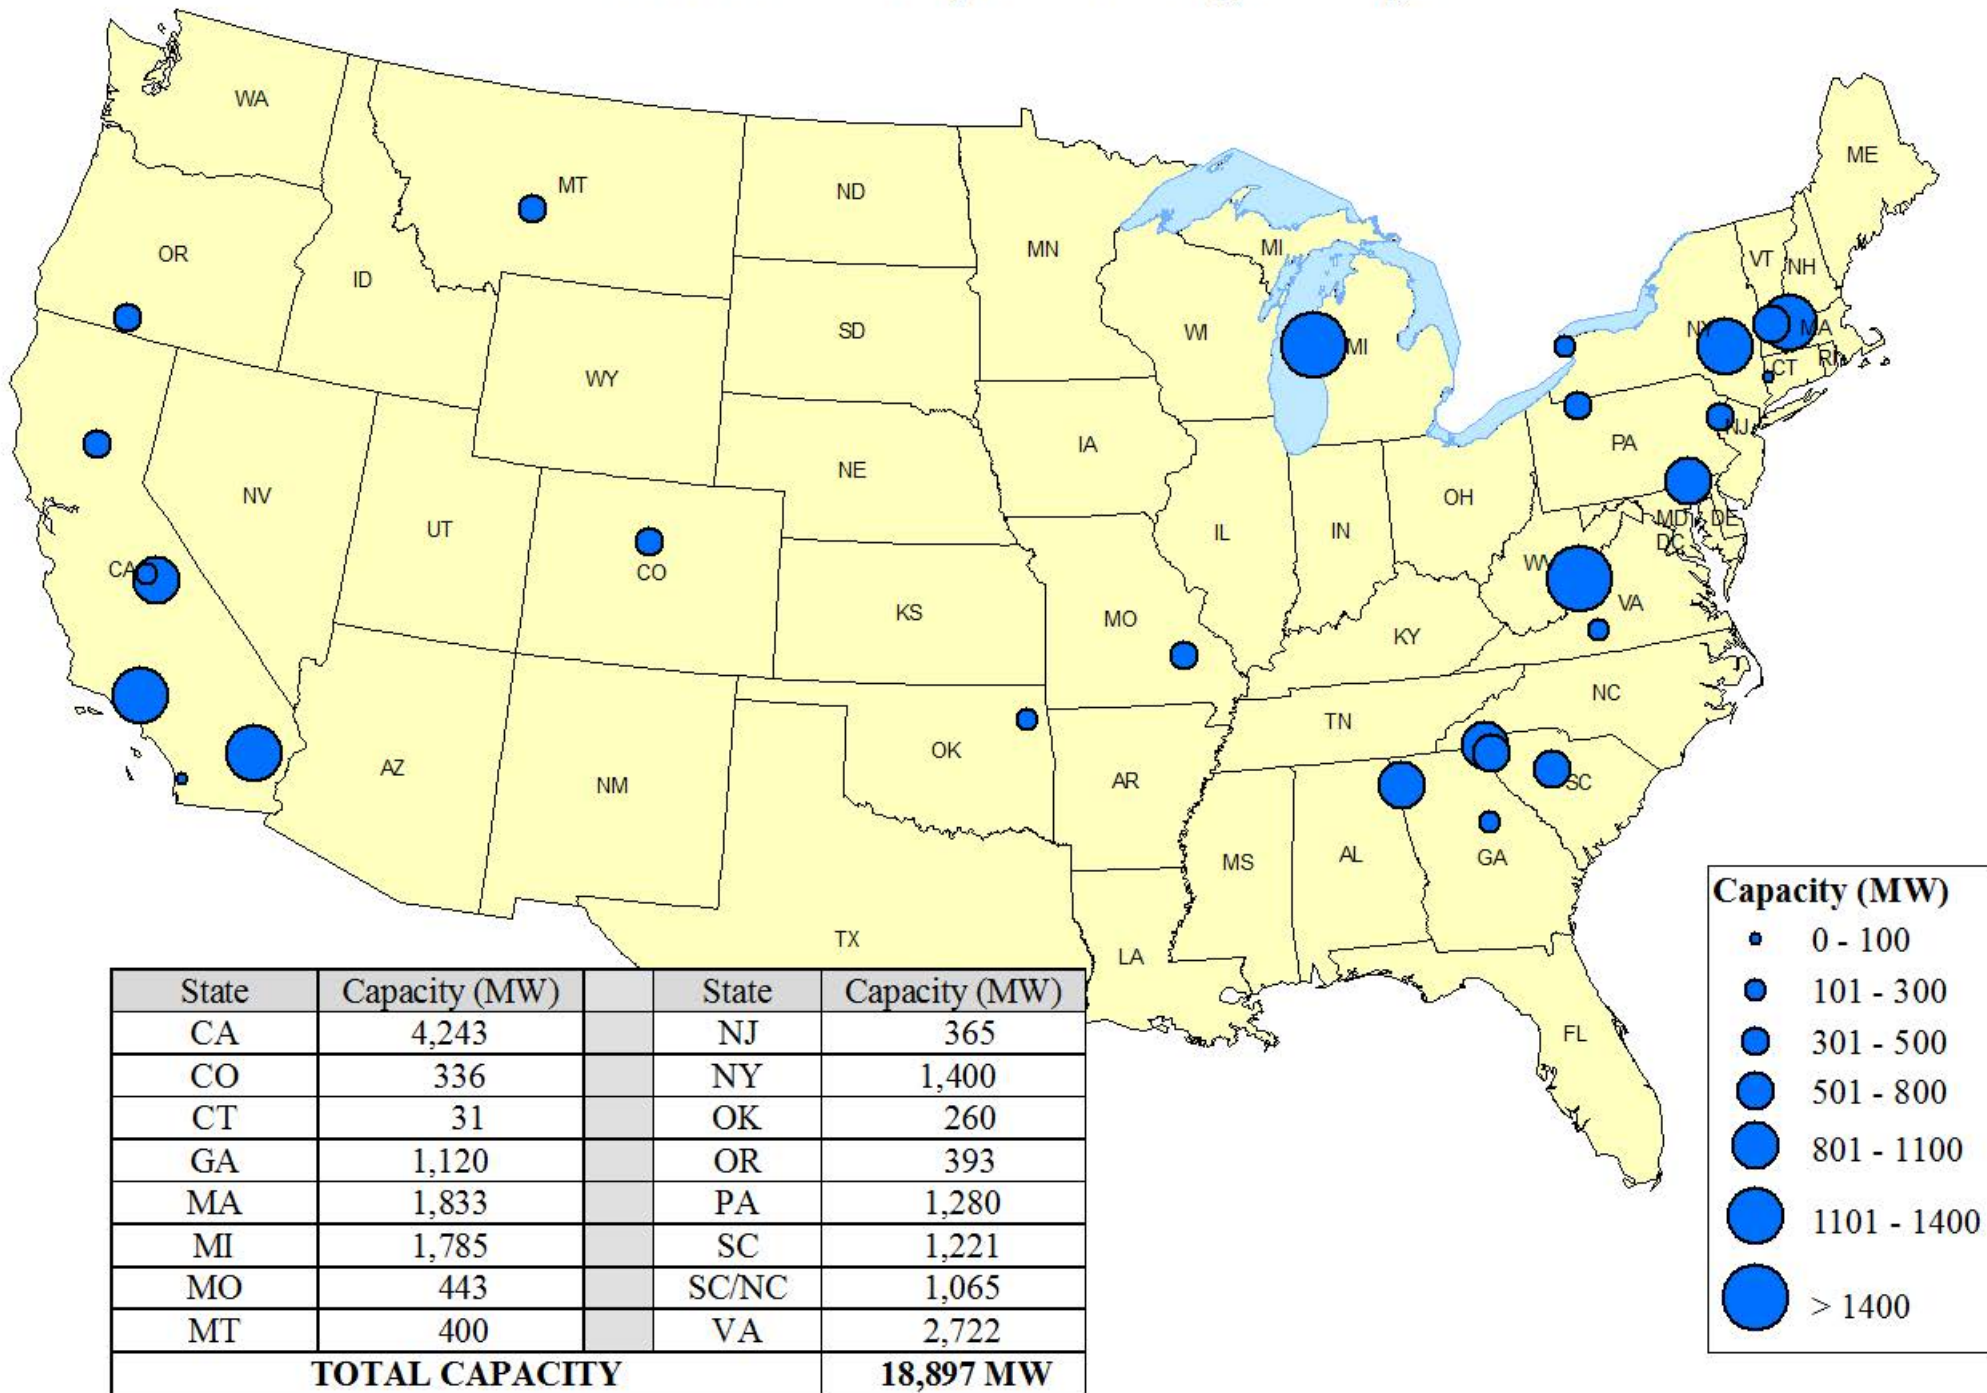 WA
MT
ND
MN
ME
OR
ID
MI
VT
NH
SD
WI
MI
NY
MA
WY
CT
RI
IA
PA
NJ
NV
NE
OH
UT
IL
IN
MD
DE
DC
CA
CO
WV
KS
MO
KY
VA
NC
TN
AZ
NM
OK
AR
SC
MS
AL
GA
TX
LA
FL
State Capacity (MW) State Capacity (MW)
CA 4,243 NJ 365
CO 336 NY 1,400
CT 31 OK 260
GA 1,120 OR 393
MA 1,833 PA 1,280
MI 1,785 SC 1,221
MO 443 SC/NC 1,065
MT 400 VA 2,722
TOTAL CAPACITY 18,897 MW
Capacity (MW)
0 - 100
101 - 300
301 - 500
501 - 800
801 - 1100
1101 - 1400
> 1400